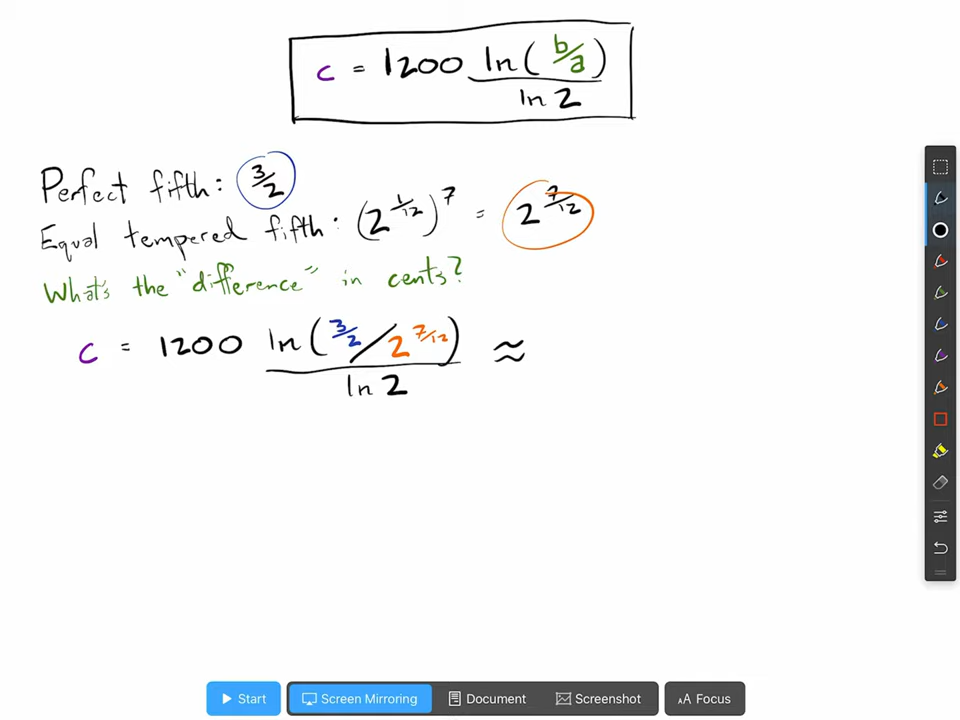 c = 1200 ln(b/a) / ln 2
Perfect fifth: 3/2
Equal tempered fifth: (2^1/12)^7 = 2^7/12
What's the "difference" in cents?
c = 1200 ln(3/2 / 2^7/12) / ln 2 ≈
Start Screen Mirroring Document Screenshot AA Focus